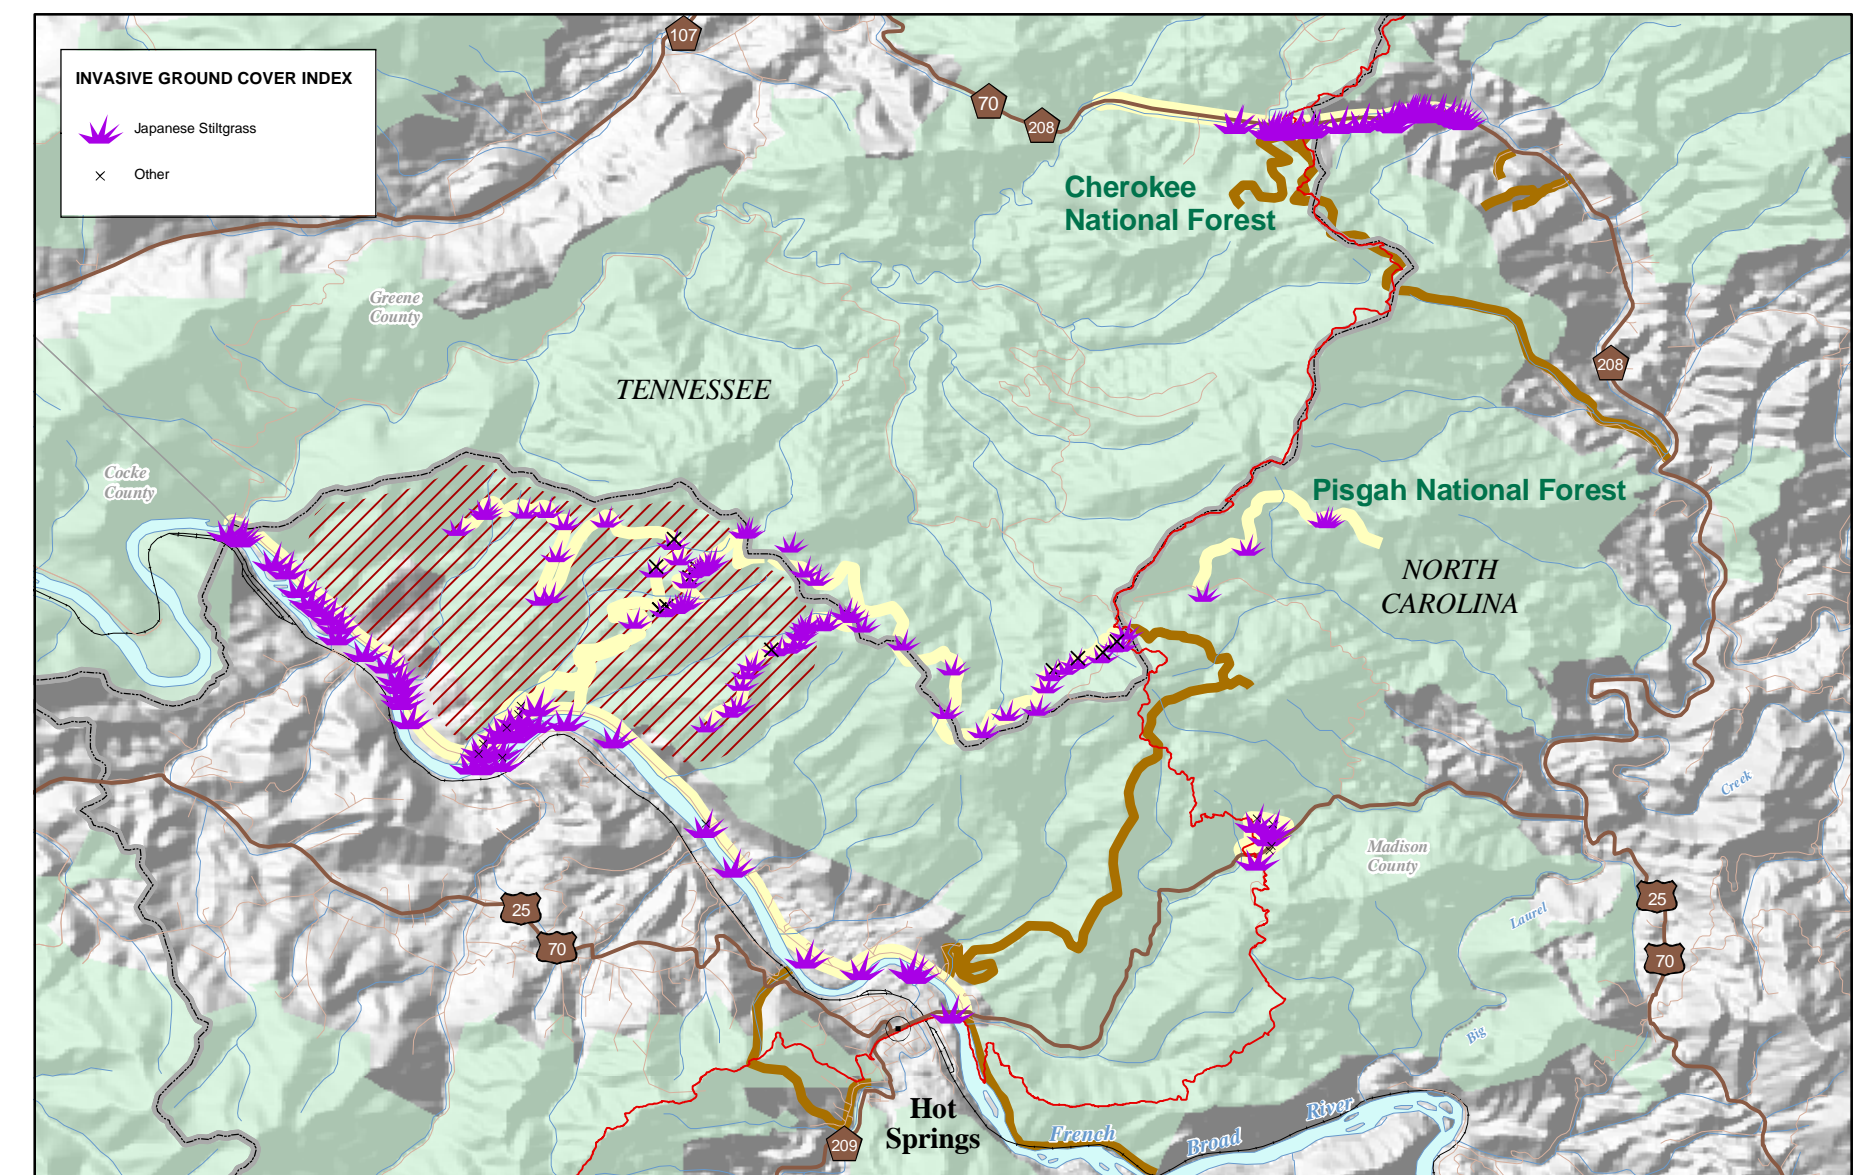 INVASIVE GROUND COVER INDEX
Japanese Stiltgrass
Other
107
70
208
Cherokee
National Forest
Greene
County
TENNESSEE
208
Cocke
County
Pisgah National Forest
NORTH
CAROLINA
Creek
Madison
County
25
70
25
70
Laurel
Big
Hot
Springs
209
French
Broad
River